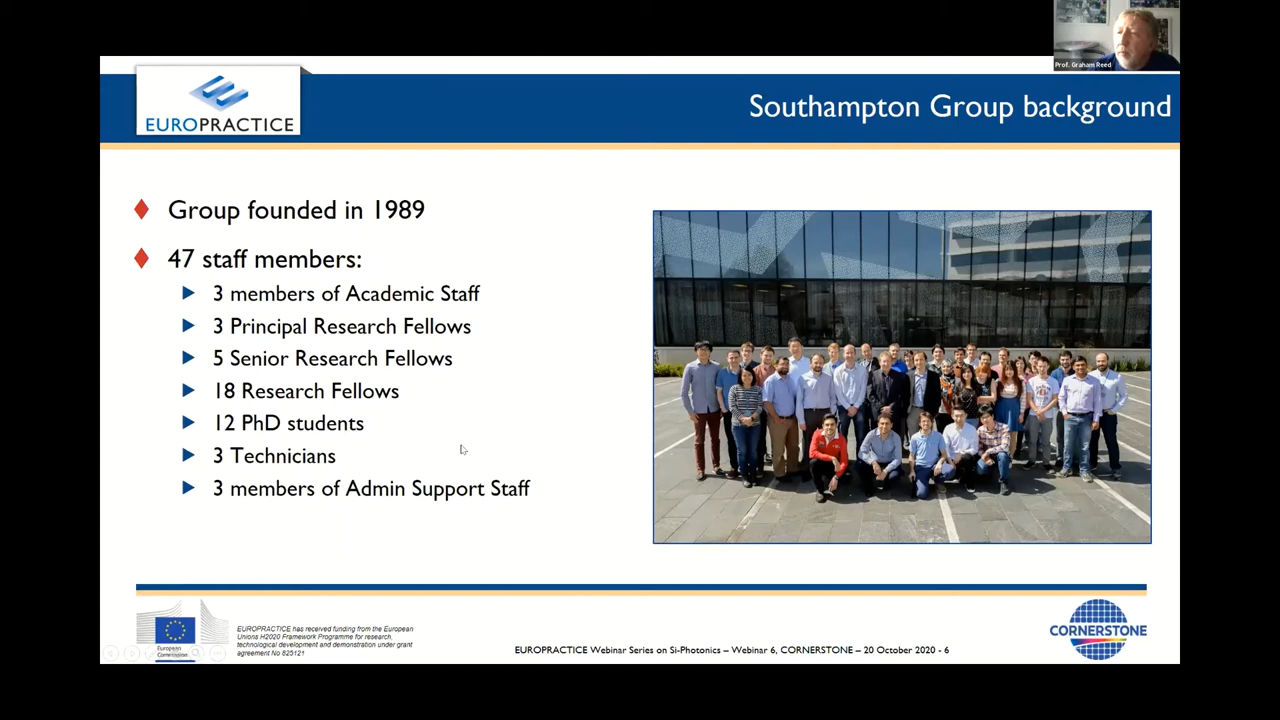 Prof. Graham Reed
EUROPRACTICE
Southampton Group background
Group founded in 1989
47 staff members:
3 members of Academic Staff
3 Principal Research Fellows
5 Senior Research Fellows
18 Research Fellows
12 PhD students
3 Technicians
3 members of Admin Support Staff
European
Commission
EUROPRACTICE has received funding from the European
Unions H2020 Framework Programme for research,
technological development and demonstration under grant
agreement No 825121
EUROPRACTICE Webinar Series on Si-Photonics – Webinar 6, CORNERSTONE – 20 October 2020 - 6
CORNERSTONE